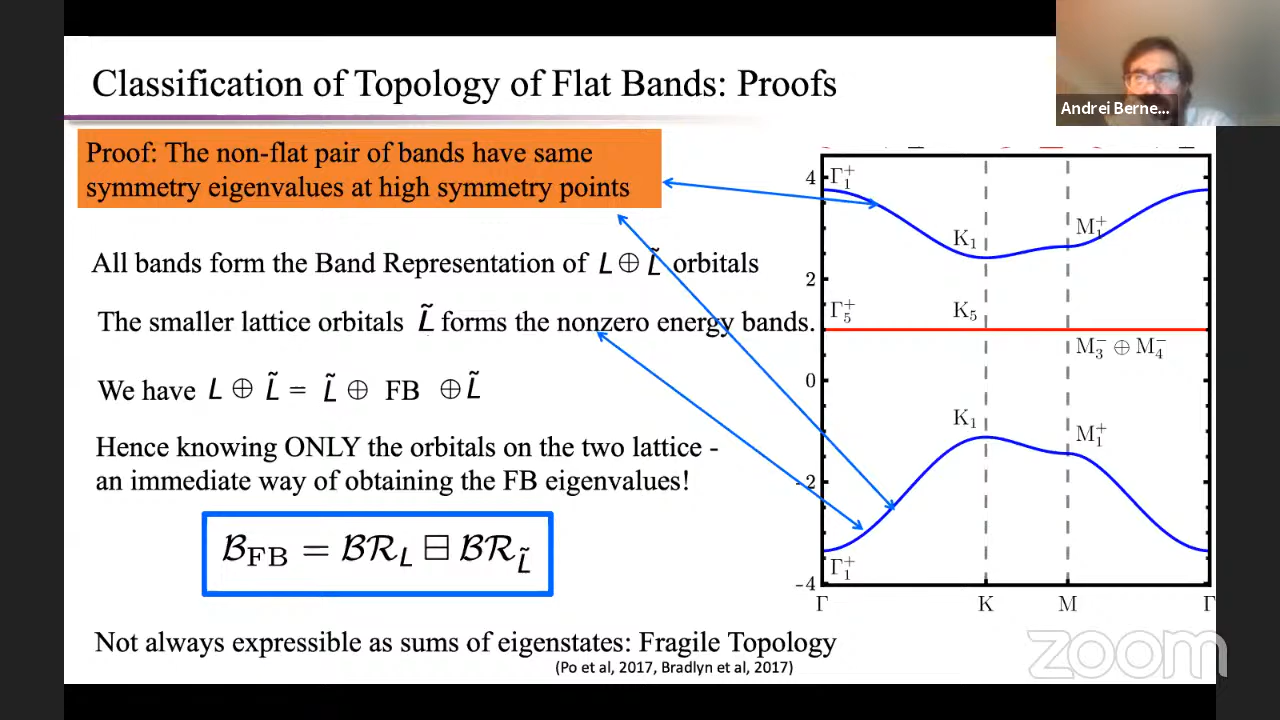 Classification of Topology of Flat Bands: Proofs
Andrei Berne...
Proof: The non-flat pair of bands have same
symmetry eigenvalues at high symmetry points
All bands form the Band Representation of L ⊕ L̃ orbitals
The smaller lattice orbitals L̃ forms the nonzero energy bands.
We have L ⊕ L̃ = L̃ ⊕ FB ⊕ L̃
Hence knowing ONLY the orbitals on the two lattice -
an immediate way of obtaining the FB eigenvalues!
𝓑_FB = 𝓑𝓡_L ⊟ 𝓑𝓡_L̃
Not always expressible as sums of eigenstates: Fragile Topology
(Po et al, 2017, Bradlyn et al, 2017)
4
Γ₁⁺
K₁
M₁⁺
2
Γ₅⁺
K₅
M₃⁻ ⊕ M₄⁻
0
K₁
M₁⁺
-2
Γ₁⁺
-4
Γ K M Γ
zoom